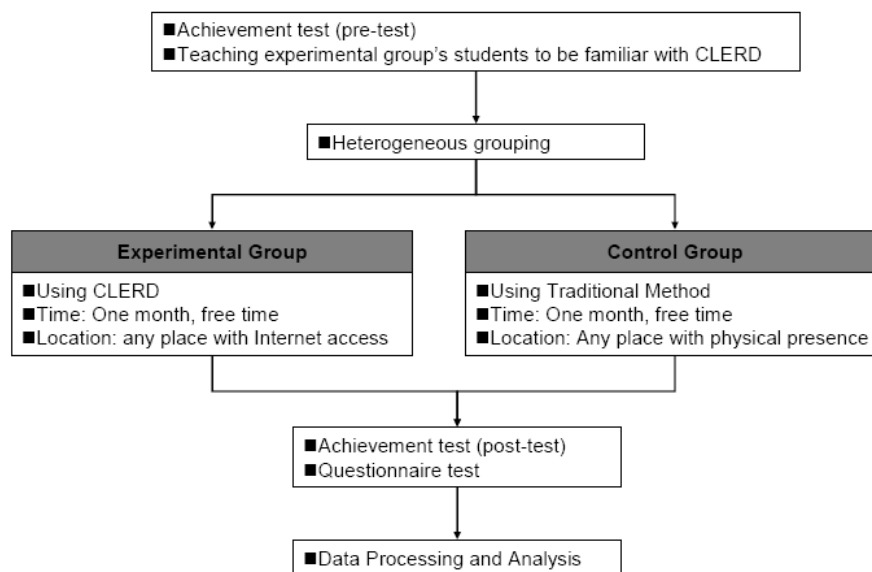 ■Achievement test (pre-test)
■Teaching experimental group's students to be familiar with CLERD
■Heterogeneous grouping
Experimental Group
■Using CLERD
■Time: One month, free time
■Location: any place with Internet access
Control Group
■Using Traditional Method
■Time: One month, free time
■Location: Any place with physical presence
■Achievement test (post-test)
■Questionnaire test
■Data Processing and Analysis